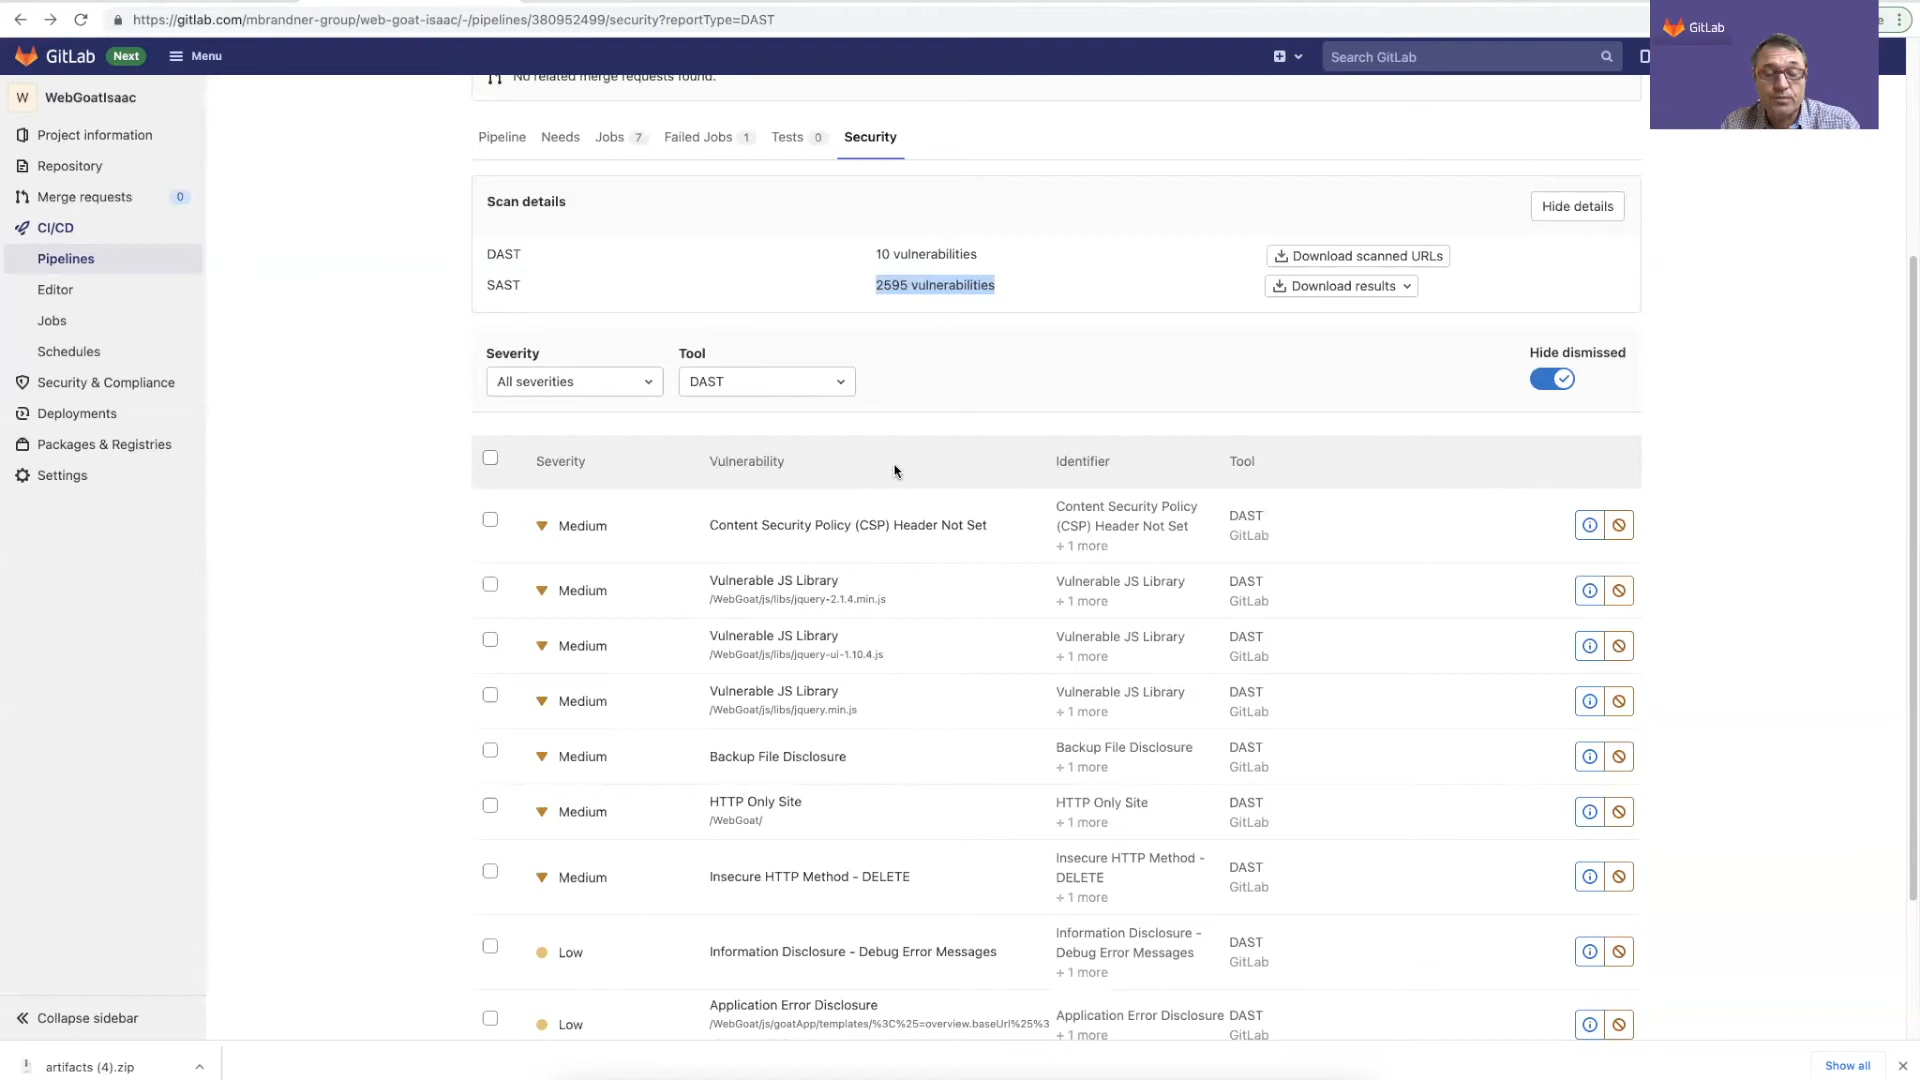 https://gitlab.com/mbrandner-group/web-goat-isaac/-/pipelines/380952499/security?reportType=DAST
GitLab
GitLab Next Menu
Search GitLab
W WebGoatIsaac
Project information
Repository
Merge requests 0
CI/CD
Pipelines
Editor
Jobs
Schedules
Security & Compliance
Deployments
Packages & Registries
Settings
Collapse sidebar
No related merge requests found.
Pipeline Needs Jobs 7 Failed Jobs 1 Tests 0 Security
Scan details
Hide details
DAST 10 vulnerabilities Download scanned URLs
SAST 2595 vulnerabilities Download results
Severity Tool Hide dismissed
All severities DAST
Severity Vulnerability Identifier Tool
Medium Content Security Policy (CSP) Header Not Set
Content Security Policy
(CSP) Header Not Set
+ 1 more
DAST
GitLab
Medium
Vulnerable JS Library
/WebGoat/js/libs/jquery-2.1.4.min.js
Vulnerable JS Library
+ 1 more
DAST
GitLab
Medium
Vulnerable JS Library
/WebGoat/js/libs/jquery-ui-1.10.4.js
Vulnerable JS Library
+ 1 more
DAST
GitLab
Medium
Vulnerable JS Library
/WebGoat/js/libs/jquery.min.js
Vulnerable JS Library
+ 1 more
DAST
GitLab
Medium
Backup File Disclosure
Backup File Disclosure
+ 1 more
DAST
GitLab
Medium
HTTP Only Site
/WebGoat/
HTTP Only Site
+ 1 more
DAST
GitLab
Medium
Insecure HTTP Method - DELETE
Insecure HTTP Method -
DELETE
+ 1 more
DAST
GitLab
Low
Information Disclosure - Debug Error Messages
Information Disclosure -
Debug Error Messages
+ 1 more
DAST
GitLab
Low
Application Error Disclosure
/WebGoat/js/goatApp/templates/%3C%25=overview.baseUrl%25%3
Application Error Disclosure
+ 1 more
DAST
GitLab
artifacts (4).zip
Show all